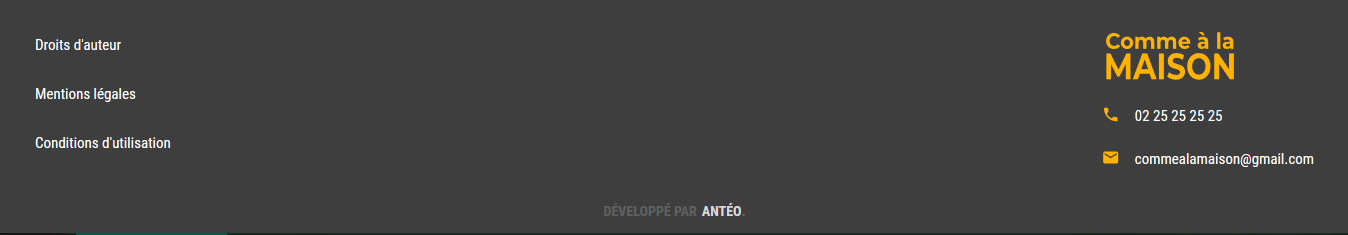 Droits d'auteur
Mentions légales
Conditions d'utilisation
Comme à la
MAISON
02 25 25 25 25
commealamaison@gmail.com
DÉVELOPPÉ PAR ANTÉO.